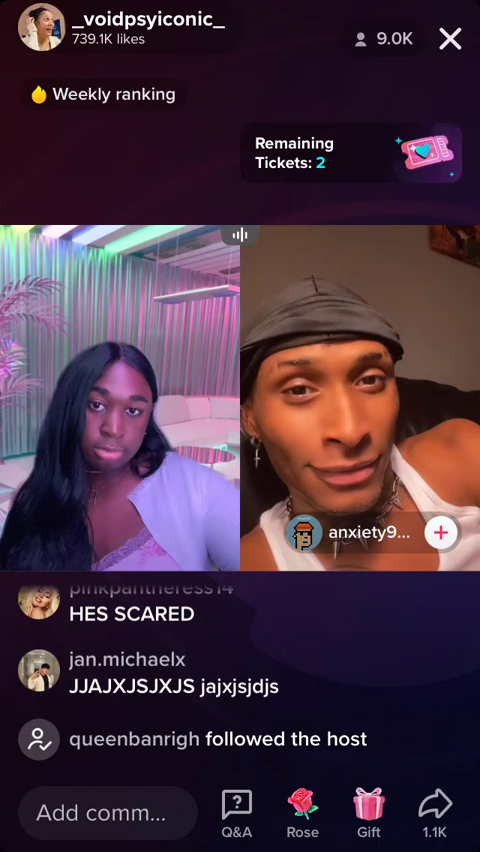 _voidpsyiconic_
739.1K likes
9.0K
Weekly ranking
Remaining
Tickets: 2
anxiety9...
pinkpantheress14
HES SCARED
jan.michaelx
JJAJXJSJXJS jajxjsjdjs
queenbanrigh followed the host
Add comm...
Q&A
Rose
Gift
1.1K